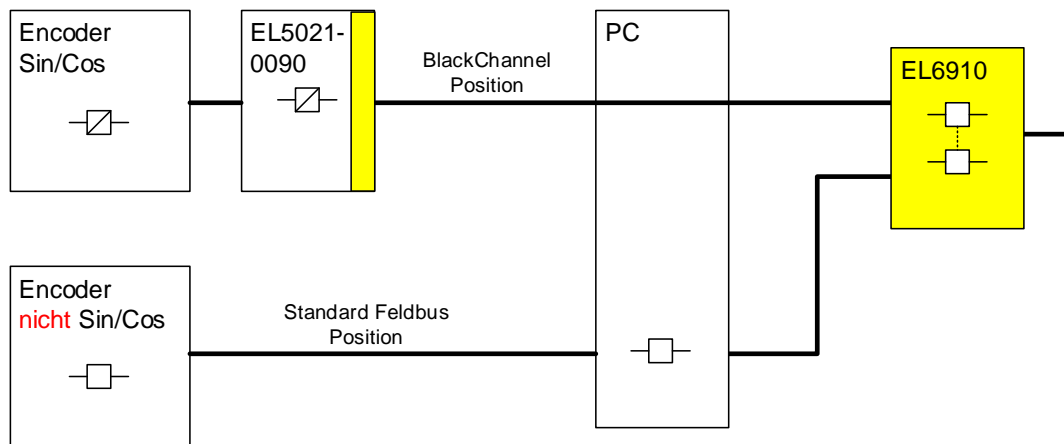 Encoder
Sin/Cos
EL5021-
0090
BlackChannel
Position
PC
EL6910
Encoder
nicht Sin/Cos
Standard Feldbus
Position